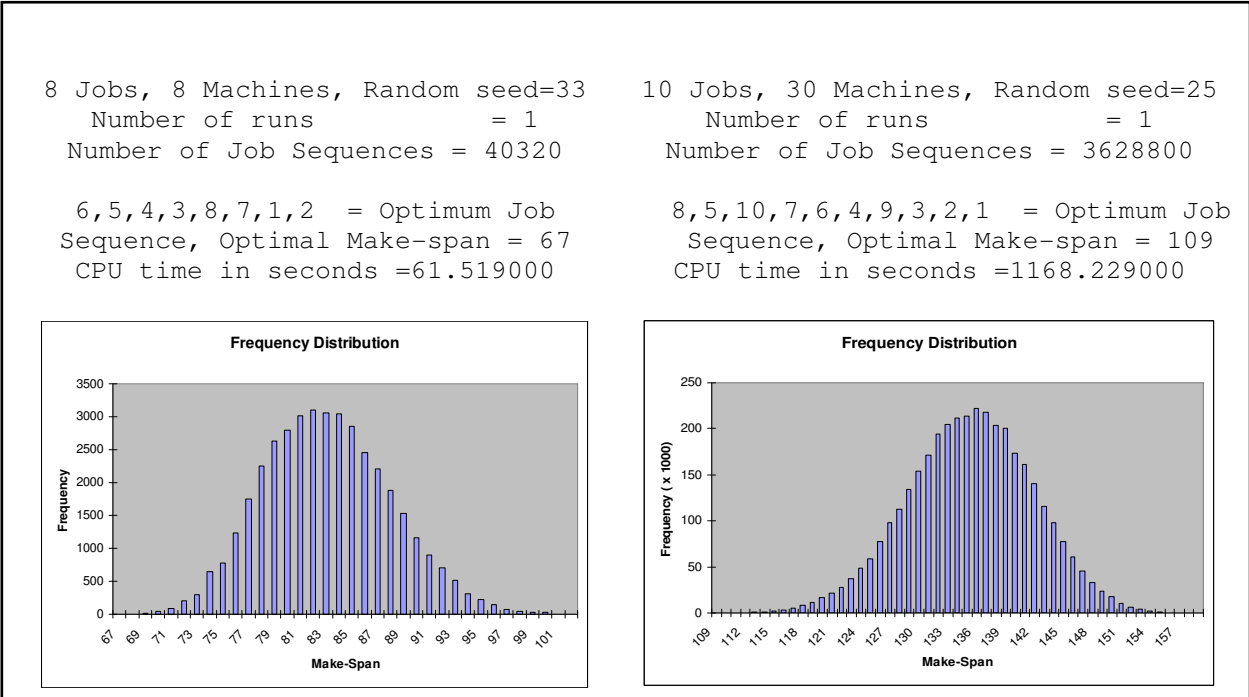 8 Jobs, 8 Machines, Random seed=33
Number of runs = 1
Number of Job Sequences = 40320
6,5,4,3,8,7,1,2 = Optimum Job
Sequence, Optimal Make-span = 67
CPU time in seconds =61.519000
Frequency Distribution
3500
3000
2500
2000
1500
1000
500
0
Frequency
67 69 71 73 75 77 79 81 83 85 87 89 91 93 95 97 99 101
Make-Span
10 Jobs, 30 Machines, Random seed=25
Number of runs = 1
Number of Job Sequences = 3628800
8,5,10,7,6,4,9,3,2,1 = Optimum Job
Sequence, Optimal Make-span = 109
CPU time in seconds =1168.229000
Frequency Distribution
250
200
150
100
50
0
Frequency ( x 1000)
109 112 115 118 121 124 127 130 133 136 139 142 145 148 151 154 157
Make-Span